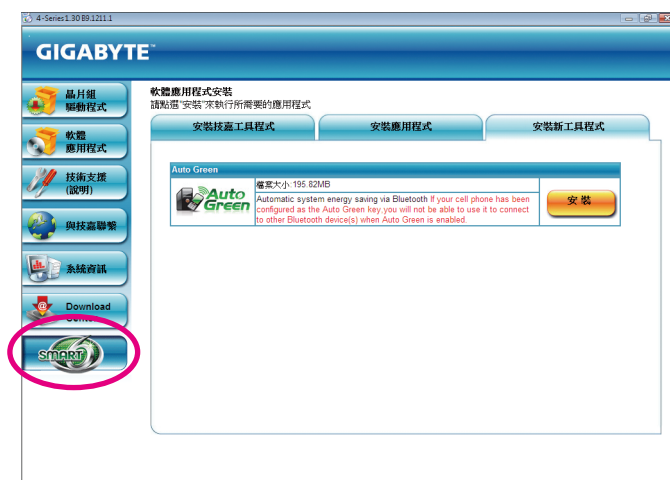 4-Series1.30 B9.1211.1
GIGABYTE™
晶片組
驅動程式
軟體
應用程式
技術支援
(說明)
與技嘉聯繫
系統資訊
Download
SMART6
軟體應用程式安裝
請點選"安裝"來執行所需要的應用程式
安裝技嘉工具程式
安裝應用程式
安裝新工具程式
Auto Green
Auto
Green
檔案大小:195.82MB
Automatic system energy saving via Bluetooth If your cell phone has been
configured as the Auto Green key,you will not be able to use it to connect
to other Bluetooth device(s) when Auto Green is enabled.
安裝